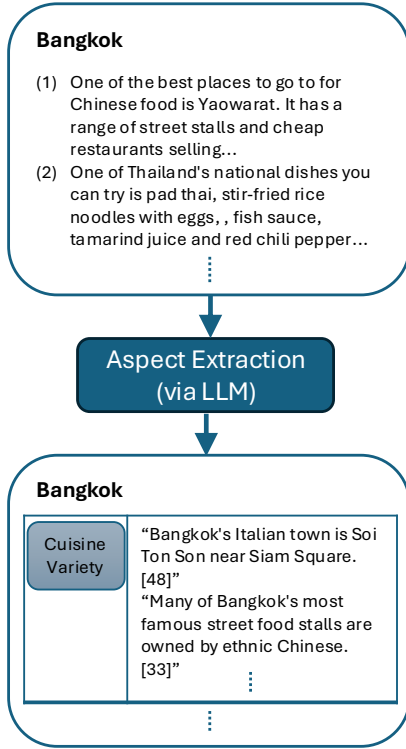 Bangkok
(1) One of the best places to go to for
Chinese food is Yaowarat. It has a
range of street stalls and cheap
restaurants selling...
(2) One of Thailand's national dishes you
can try is pad thai, stir-fried rice
noodles with eggs, , fish sauce,
tamarind juice and red chili pepper...
Aspect Extraction
(via LLM)
Bangkok
Cuisine
Variety
“Bangkok's Italian town is Soi
Ton Son near Siam Square.
[48]”
“Many of Bangkok's most
famous street food stalls are
owned by ethnic Chinese.
[33]”